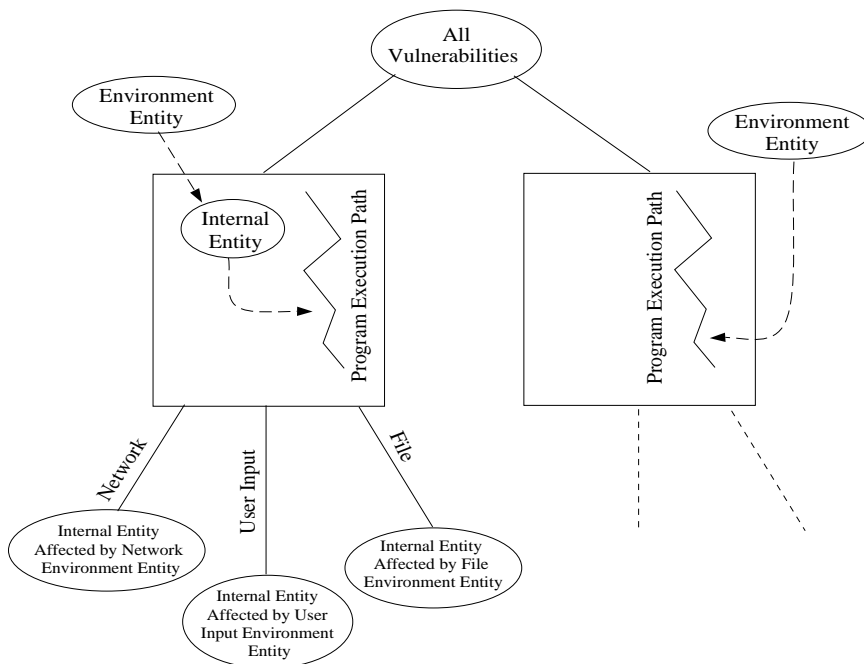 All
Vulnerabilities
Environment
Entity
Environment
Entity
Internal
Entity
Program Execution Path
Program Execution Path
Network
User Input
File
Internal Entity
Affected by Network
Environment Entity
Internal Entity
Affected by User
Input Environment
Entity
Internal Entity
Affected by File
Environment Entity